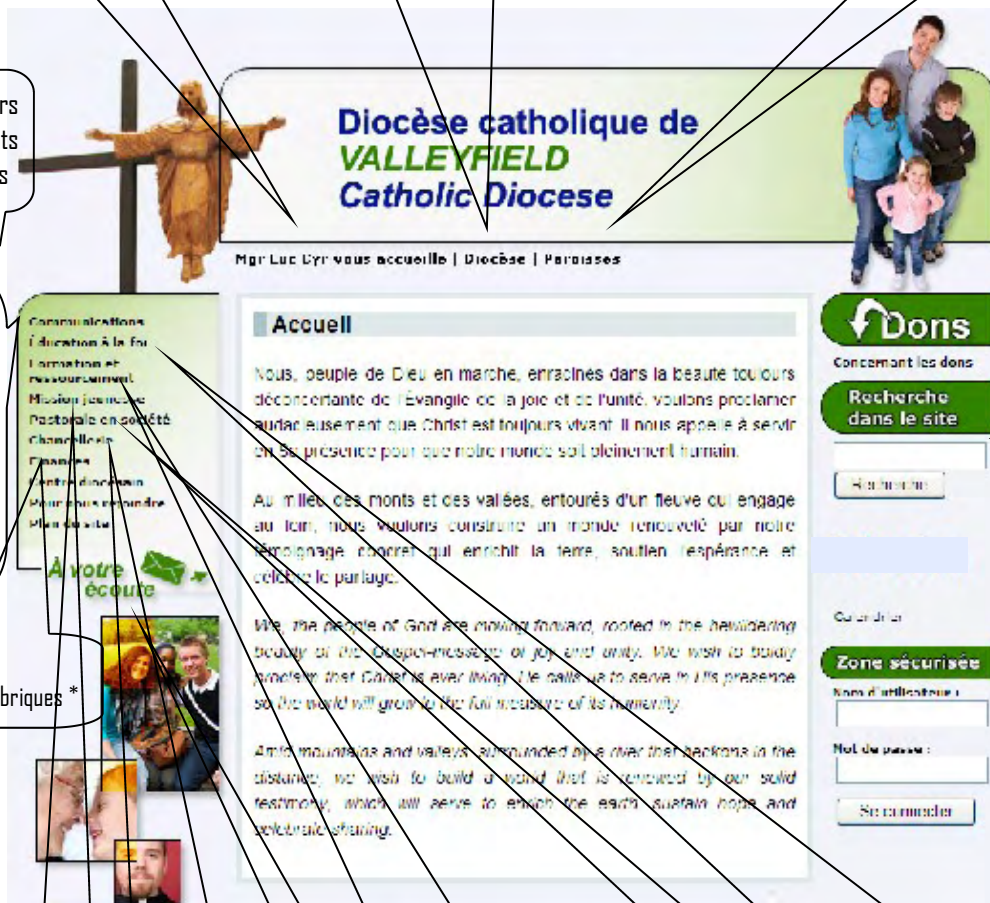 rs
ts
s
Diocèse catholique de
VALLEYFIELD
Catholic Diocese
Mgr Luc Cyr vous accueille | Diocèse | Paroisses
Communications
Éducation à la foi
Formation et
ressourcement
Mission jeunesse
Pastorale en société
Chancellerie
Finances
Centre diocésain
Pour nous rejoindre
Plan du site
À votre
écoute
briques *
Accueil
Nous, peuple de Dieu en marche, enracinés dans la beauté toujours
déconcertante de l'Évangile de la joie et de l'unité, voulons proclamer
audacieusement que Christ est toujours vivant. Il nous appelle à servir
en Sa présence pour que notre monde soit pleinement humain.
Au milieu des monts et des vallées, entourés d'un fleuve qui engage
au loin, nous voulons construire un monde renouvelé par notre
témoignage concret qui enrichit la terre, soutien l'espérance et
célèbre le partage.
We, the people of God are moving forward, rooted in the bewildering
beauty of the Gospel-message of joy and unity. We wish to boldly
proclaim that Christ is ever living. He calls us to serve in His presence
so the world will grow to the full measure of its humanity.
Amid mountains and valleys, surrounded by a river that beckons in the
distance, we wish to build a world that is renewed by our solid
testimony, which will serve to enrich the earth, sustain hope and
celebrate sharing.
Dons
Concernant les dons
Recherche
dans le site
Recherche
Calendrier
Zone sécurisée
Nom d'utilisateur :
Mot de passe :
Se connecter